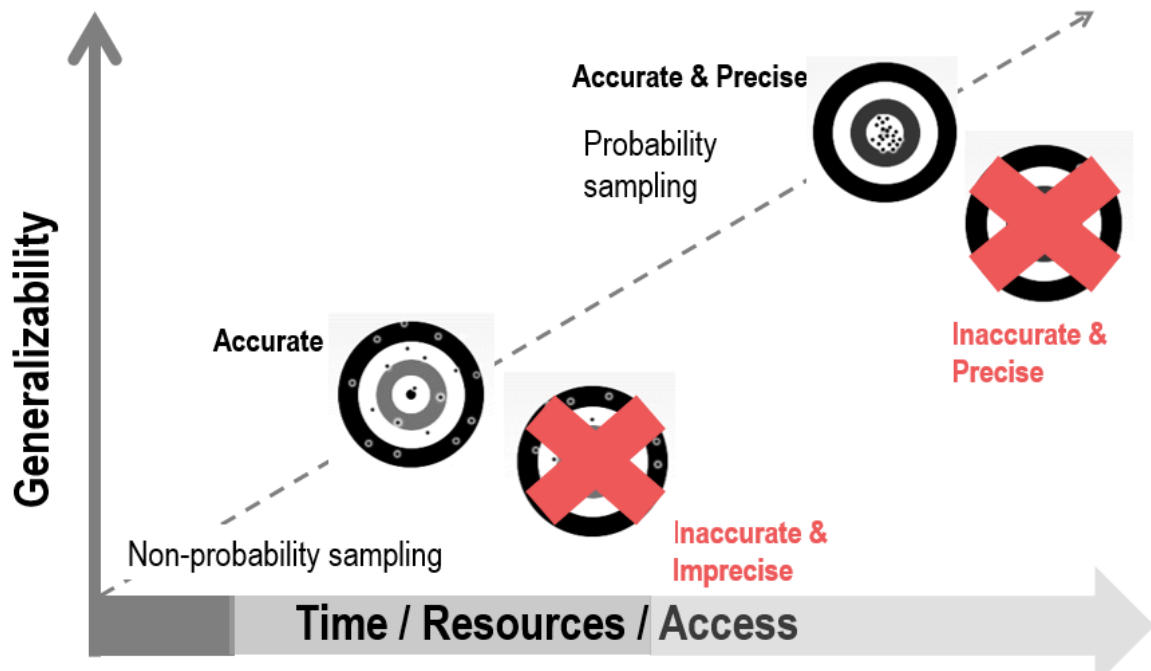 Accurate & Precise
Probability
sampling
Generalizability
Accurate
Inaccurate &
Precise
Non-probability sampling
Inaccurate &
Imprecise
Time / Resources / Access